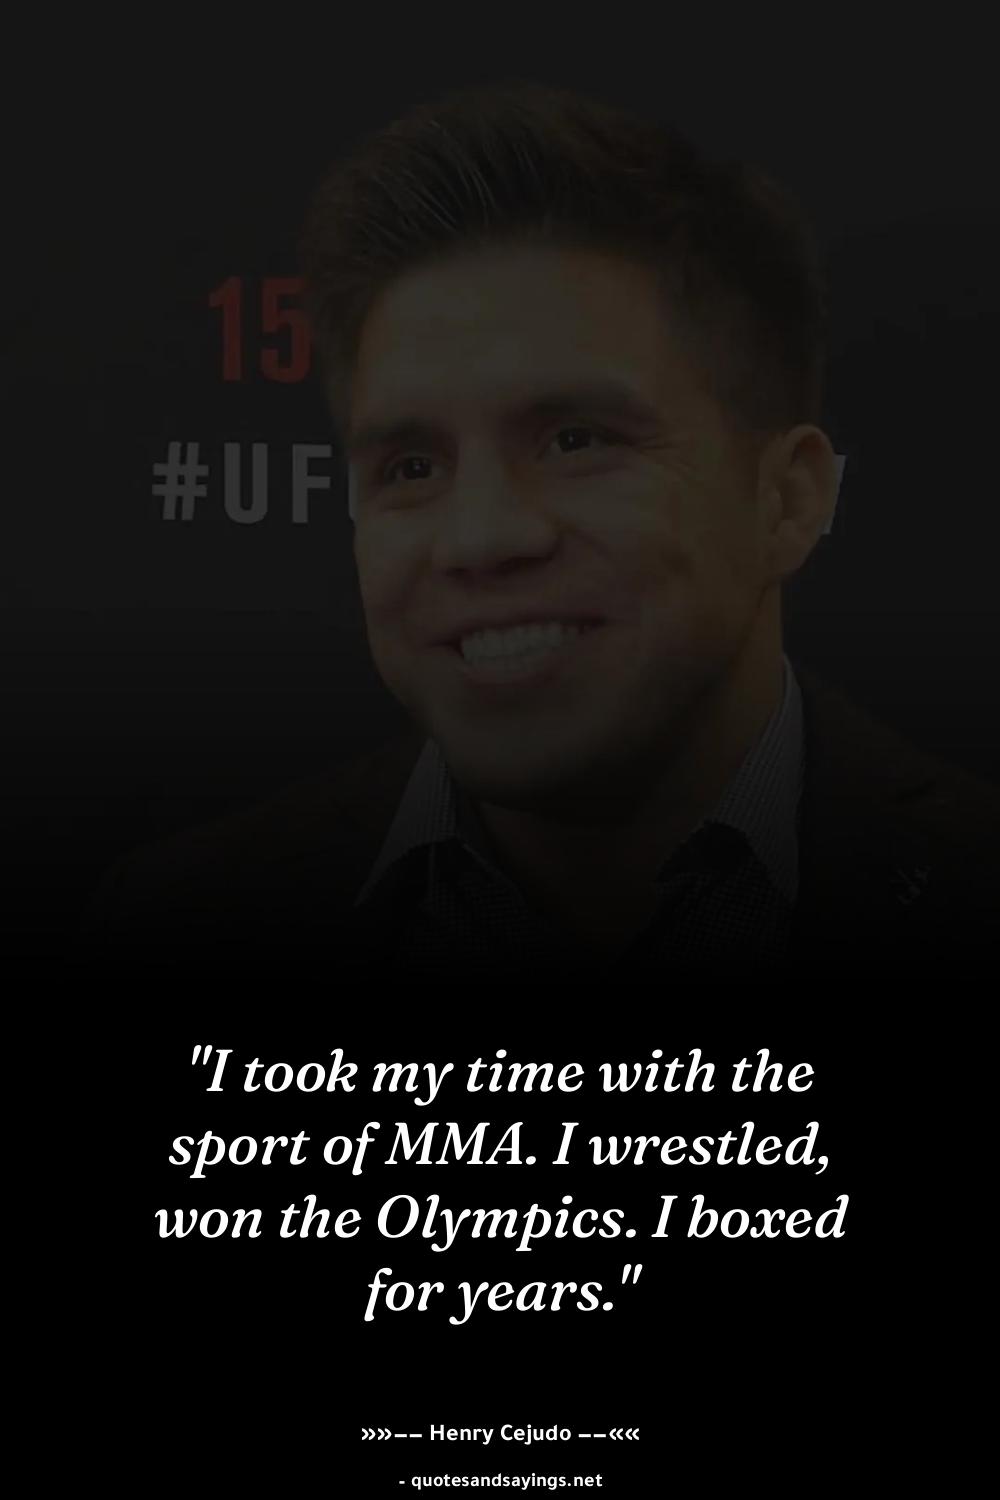 15
#UF
"I took my time with the
sport of MMA. I wrestled,
won the Olympics. I boxed
for years."
»»–– Henry Cejudo ––««
- quotesandsayings.net